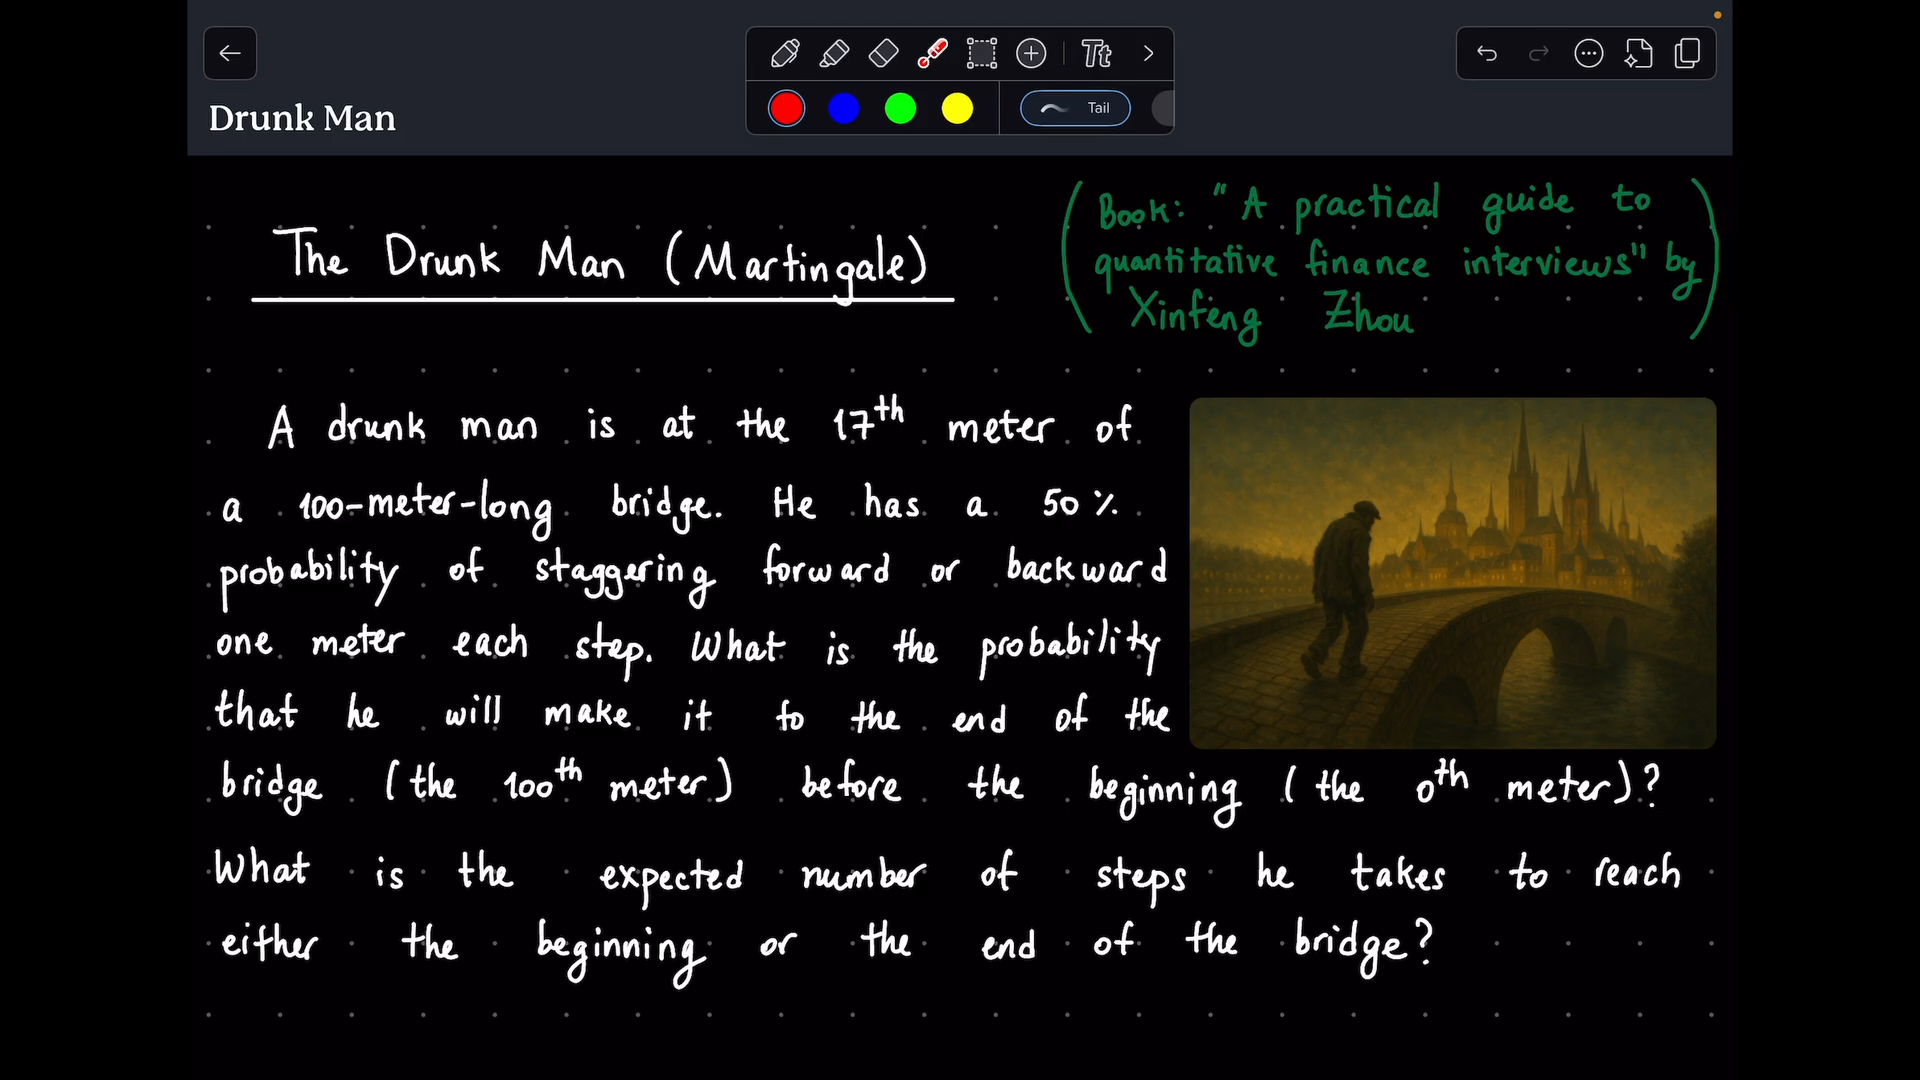 Tt
Tail
Drunk Man
The Drunk Man (Martingale)
(Book: "A practical guide to
quantitative finance interviews" by
Xinfeng Zhou)
A drunk man is at the 17th meter of
a 100-meter-long bridge. He has a 50%
probability of staggering forward or backward
one meter each step. What is the probability
that he will make it to the end of the
bridge (the 100th meter) before the beginning (the 0th meter)?
What is the expected number of steps he takes to reach
either the beginning or the end of the bridge?